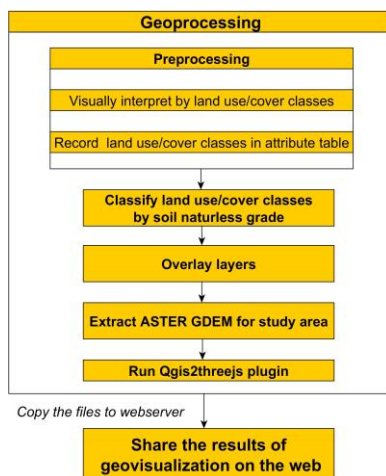 Geoprocessing
Preprocessing
Visually interpret by land use/cover classes
Record land use/cover classes in attribute table
Classify land use/cover classes
by soil naturless grade
Overlay layers
Extract ASTER GDEM for study area
Run Qgis2threejs plugin
Copy the files to webserver
Share the results of
geovisualization on the web